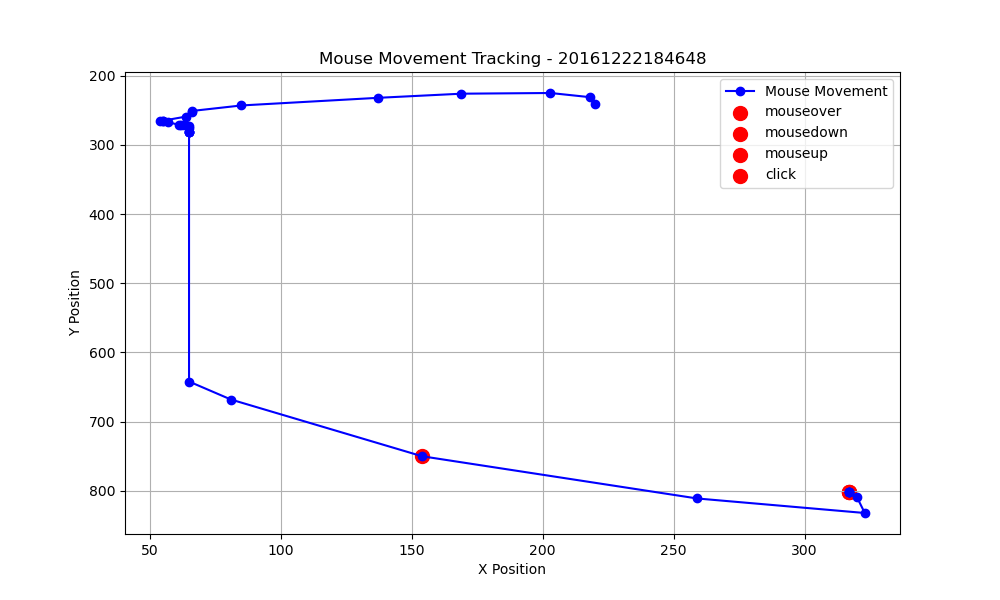 Mouse Movement Tracking - 20161222184648
Mouse Movement
mouseover
mousedown
mouseup
click
Y Position
200
300
400
500
600
700
800
50 100 150 200 250 300
X Position